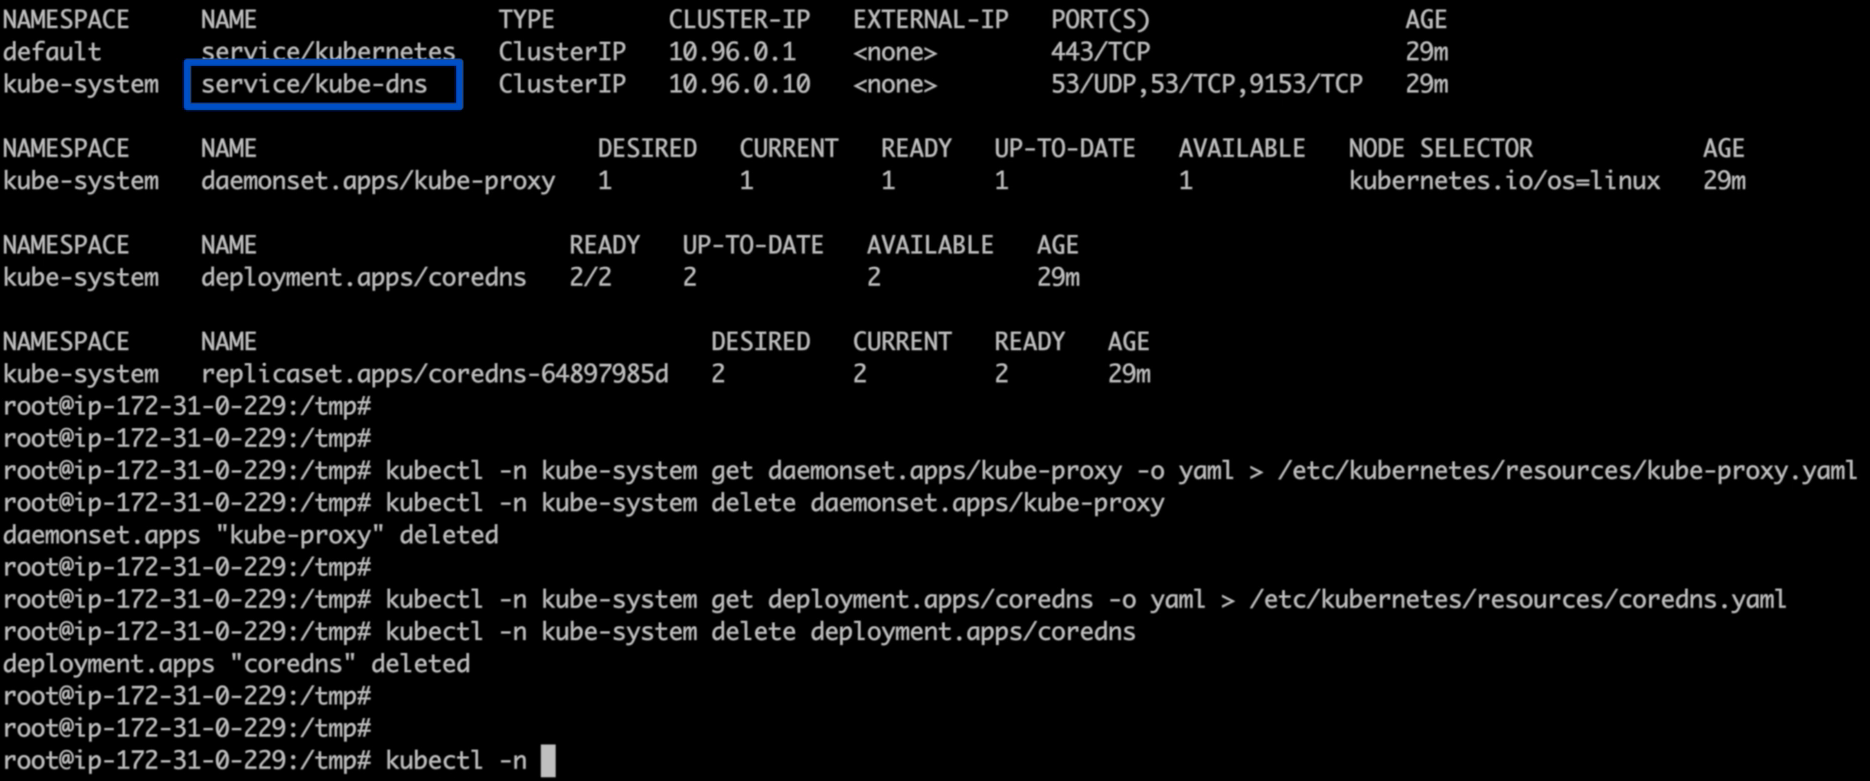 NAMESPACE NAME TYPE CLUSTER-IP EXTERNAL-IP PORT(S) AGE
default service/kubernetes ClusterIP 10.96.0.1 <none> 443/TCP 29m
kube-system service/kube-dns ClusterIP 10.96.0.10 <none> 53/UDP,53/TCP,9153/TCP 29m
NAMESPACE NAME DESIRED CURRENT READY UP-TO-DATE AVAILABLE NODE SELECTOR AGE
kube-system daemonset.apps/kube-proxy 1 1 1 1 1 kubernetes.io/os=linux 29m
NAMESPACE NAME READY UP-TO-DATE AVAILABLE AGE
kube-system deployment.apps/coredns 2/2 2 2 29m
NAMESPACE NAME DESIRED CURRENT READY AGE
kube-system replicaset.apps/coredns-64897985d 2 2 2 29m
root@ip-172-31-0-229:/tmp#
root@ip-172-31-0-229:/tmp#
root@ip-172-31-0-229:/tmp# kubectl -n kube-system get daemonset.apps/kube-proxy -o yaml > /etc/kubernetes/resources/kube-proxy.yaml
root@ip-172-31-0-229:/tmp# kubectl -n kube-system delete daemonset.apps/kube-proxy
daemonset.apps "kube-proxy" deleted
root@ip-172-31-0-229:/tmp#
root@ip-172-31-0-229:/tmp# kubectl -n kube-system get deployment.apps/coredns -o yaml > /etc/kubernetes/resources/coredns.yaml
root@ip-172-31-0-229:/tmp# kubectl -n kube-system delete deployment.apps/coredns
deployment.apps "coredns" deleted
root@ip-172-31-0-229:/tmp#
root@ip-172-31-0-229:/tmp#
root@ip-172-31-0-229:/tmp# kubectl -n